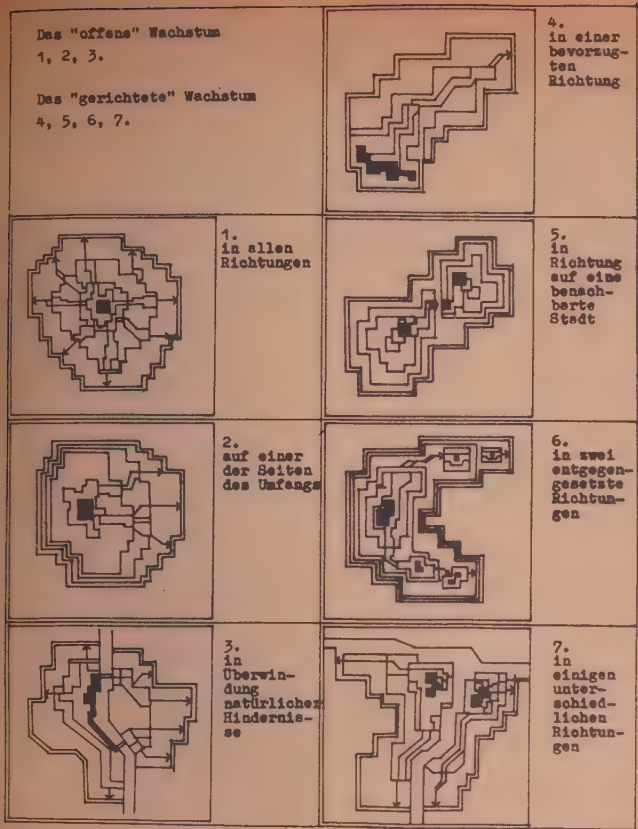 Das "offene" Wachstum
1, 2, 3.
Das "gerichtete" Wachstum
4, 5, 6, 7.
4.
in einer
bevorzug-
ten
Richtung
1.
in allen
Richtungen
5.
in
Richtung
auf eine
benach-
barte
Stadt
2.
auf einer
der Seiten
des Umfangs
6.
in zwei
entgegen-
gesetzte
Richtun-
gen
3.
in
Überwin-
dung
natürlicher
Hindernis-
se
7.
in
einigen
unter-
schied-
lichen
Richtun-
gen